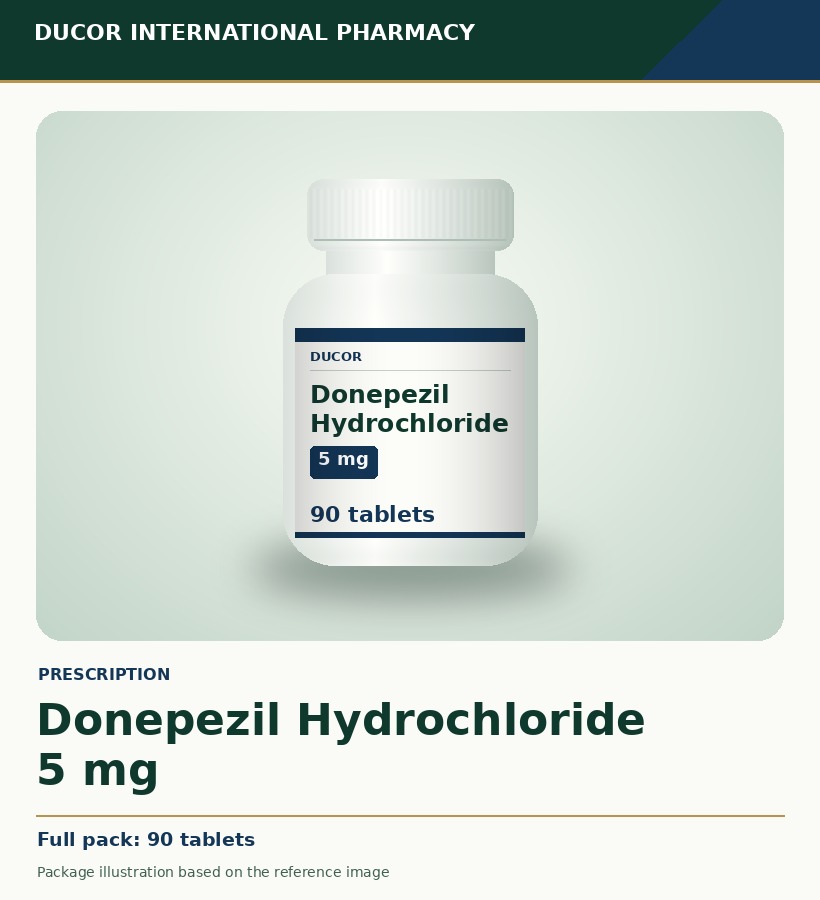 DUCOR INTERNATIONAL PHARMACY
DUCOR
Donepezil
Hydrochloride
5 mg
90 tablets
PRESCRIPTION
Donepezil Hydrochloride
5 mg
Full pack: 90 tablets
Package illustration based on the reference image